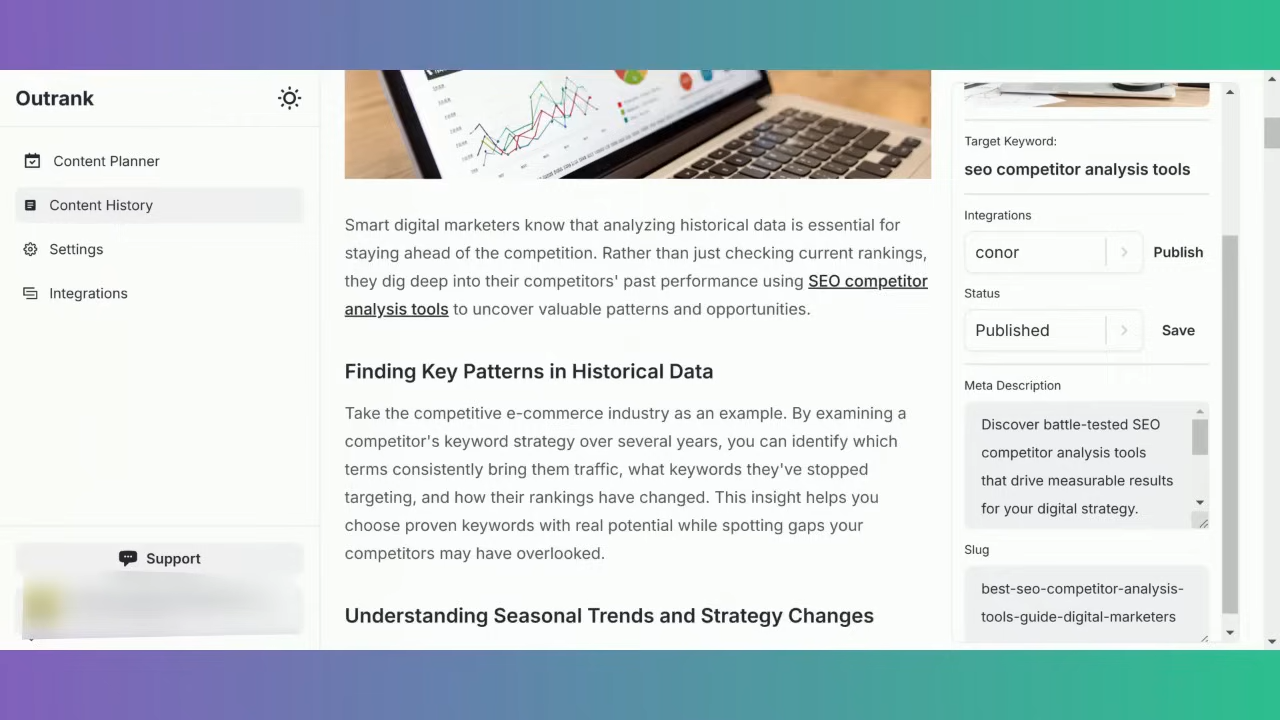 Outrank
Content Planner
Content History
Settings
Integrations
Support
Smart digital marketers know that analyzing historical data is essential for
staying ahead of the competition. Rather than just checking current rankings,
they dig deep into their competitors' past performance using SEO competitor
analysis tools to uncover valuable patterns and opportunities.
Finding Key Patterns in Historical Data
Take the competitive e-commerce industry as an example. By examining a
competitor's keyword strategy over several years, you can identify which
terms consistently bring them traffic, what keywords they've stopped
targeting, and how their rankings have changed. This insight helps you
choose proven keywords with real potential while spotting gaps your
competitors may have overlooked.
Understanding Seasonal Trends and Strategy Changes
Target Keyword:
seo competitor analysis tools
Integrations
conor
Publish
Status
Published
Save
Meta Description
Discover battle-tested SEO
competitor analysis tools
that drive measurable results
for your digital strategy.
Slug
best-seo-competitor-analysis-
tools-guide-digital-marketers